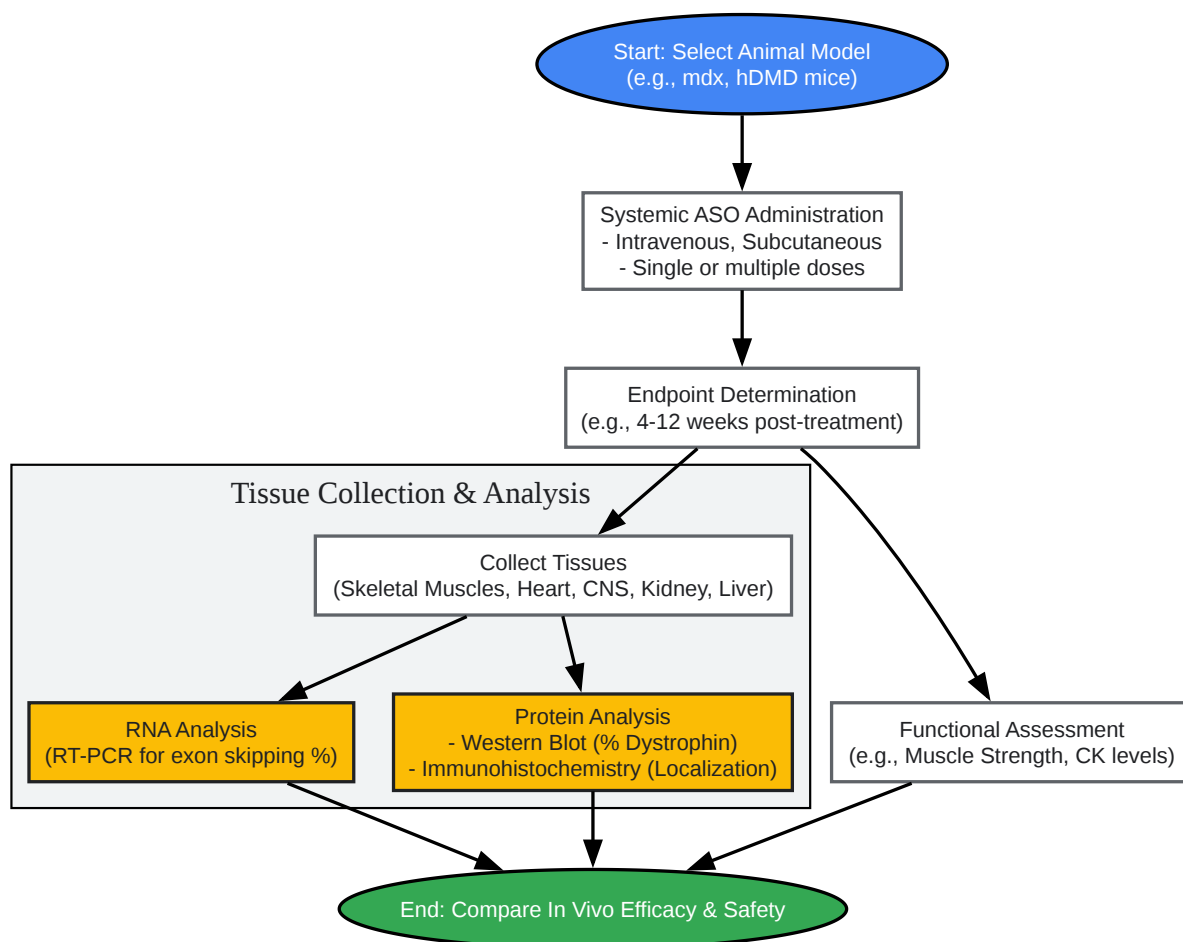 Start: Select Animal Model
(e.g., mdx, hDMD mice)
Systemic ASO Administration
- Intravenous, Subcutaneous
- Single or multiple doses
Endpoint Determination
(e.g., 4-12 weeks post-treatment)
Tissue Collection & Analysis
Collect Tissues
(Skeletal Muscles, Heart, CNS, Kidney, Liver)
RNA Analysis
(RT-PCR for exon skipping %)
Protein Analysis
- Western Blot (% Dystrophin)
- Immunohistochemistry (Localization)
Functional Assessment
(e.g., Muscle Strength, CK levels)
End: Compare In Vivo Efficacy & Safety